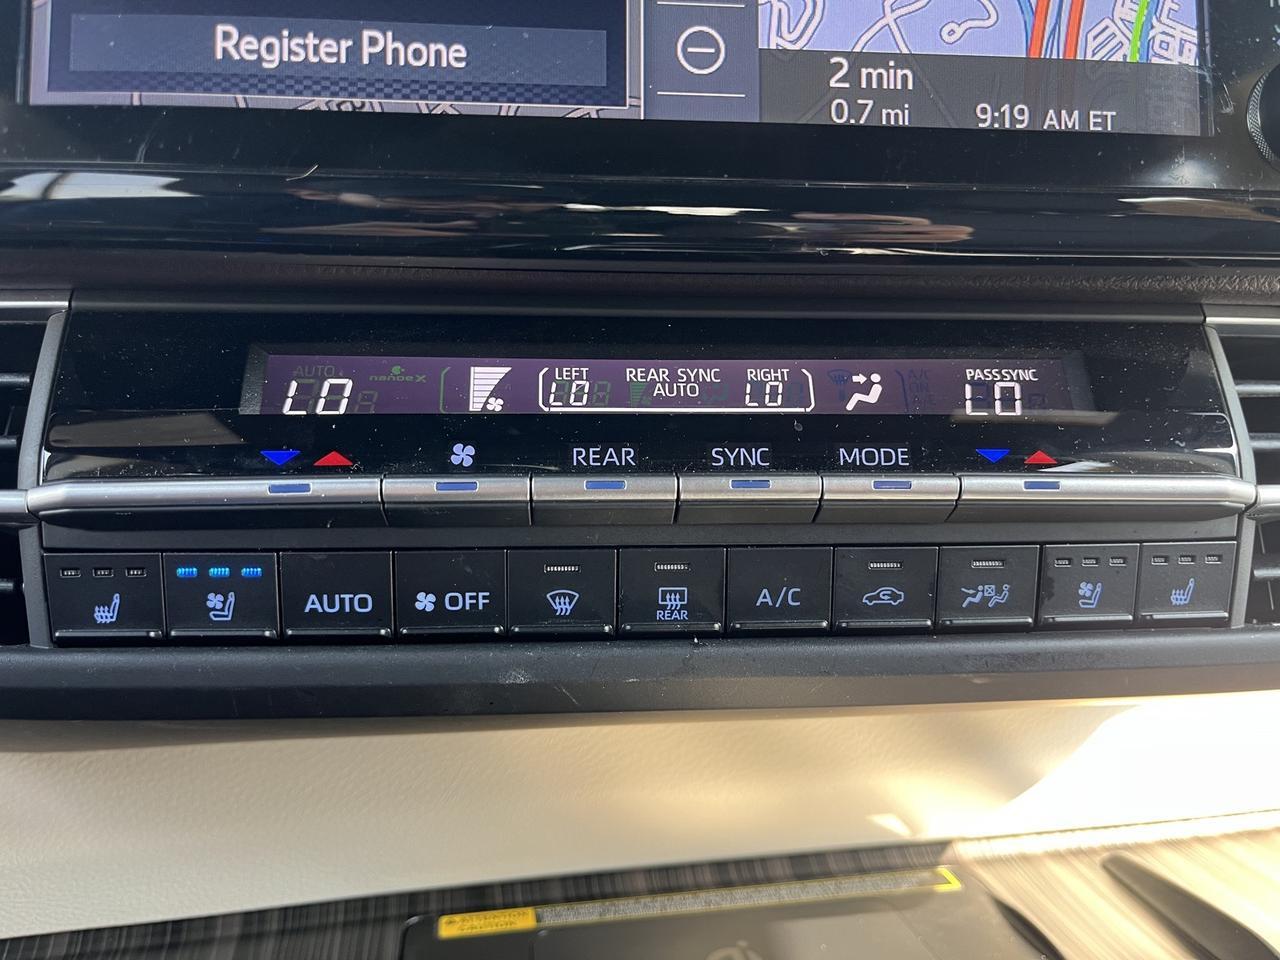 Register Phone
2 min
0.7 mi
9:19 AM ET
AUTO
nanoe X
LO
LEFT
LO
REAR SYNC
AUTO
RIGHT
LO
PASS SYNC
LO
REAR
SYNC
MODE
AUTO
OFF
REAR
A/C